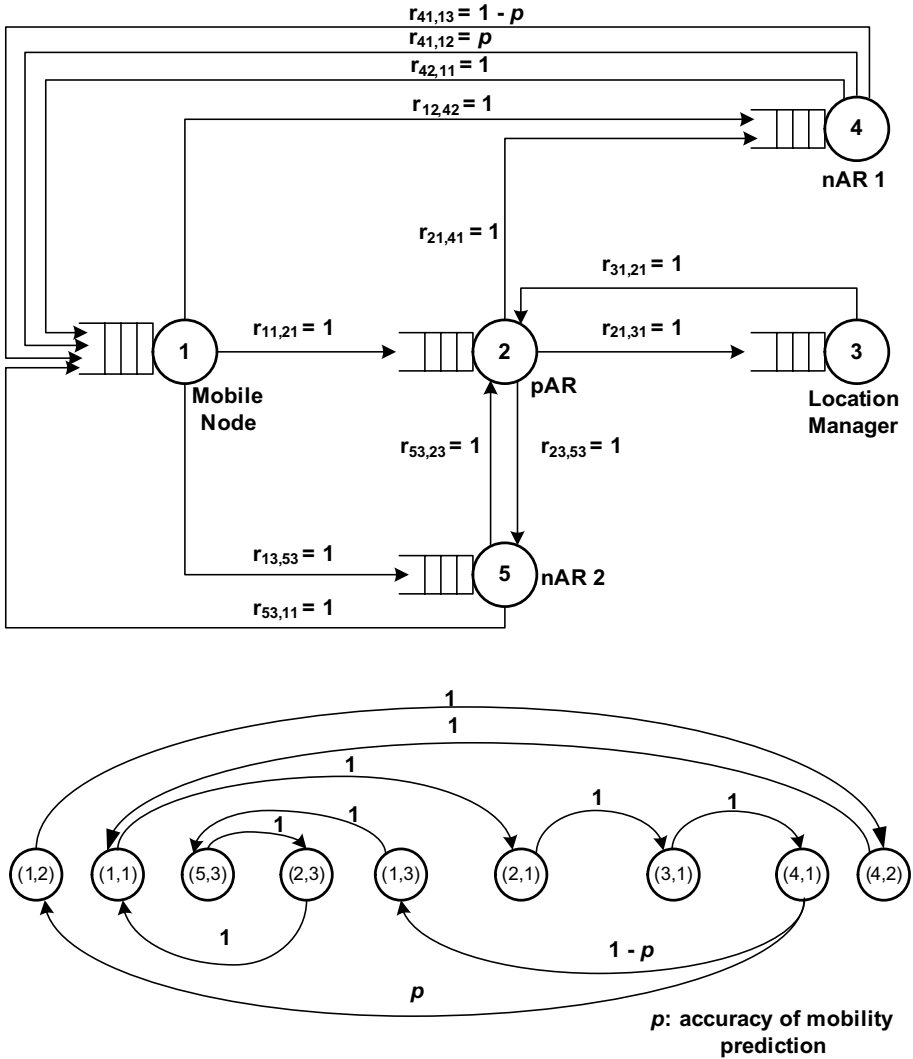 r41,13 = 1 - p
r41,12 = p
r42,11 = 1
r12,42 = 1
4
nAR 1
r21,41 = 1
r31,21 = 1
r11,21 = 1
r21,31 = 1
1
2
3
Mobile
Node
pAR
Location
Manager
r53,23 = 1
r23,53 = 1
r13,53 = 1
5
nAR 2
r53,11 = 1
1
1
1
1
1
1
1
(1,2)
(1,1)
(5,3)
(2,3)
(1,3)
(2,1)
(3,1)
(4,1)
(4,2)
1
1 - p
p
p: accuracy of mobility
prediction